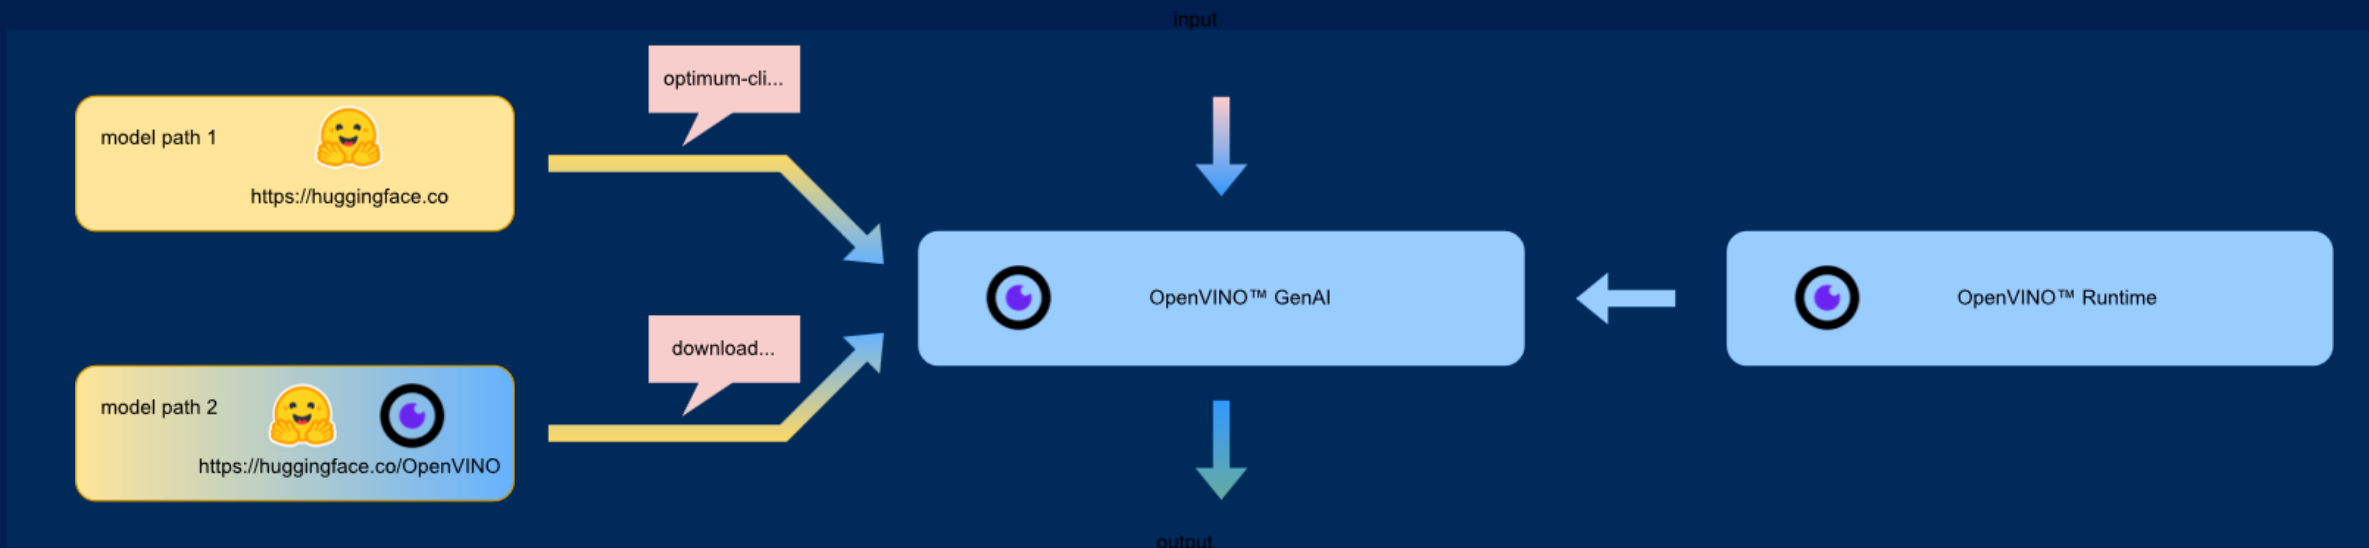 input
optimum-cli...
model path 1
https://huggingface.co
OpenVINO™ GenAI
OpenVINO™ Runtime
download...
model path 2
https://huggingface.co/OpenVINO
output